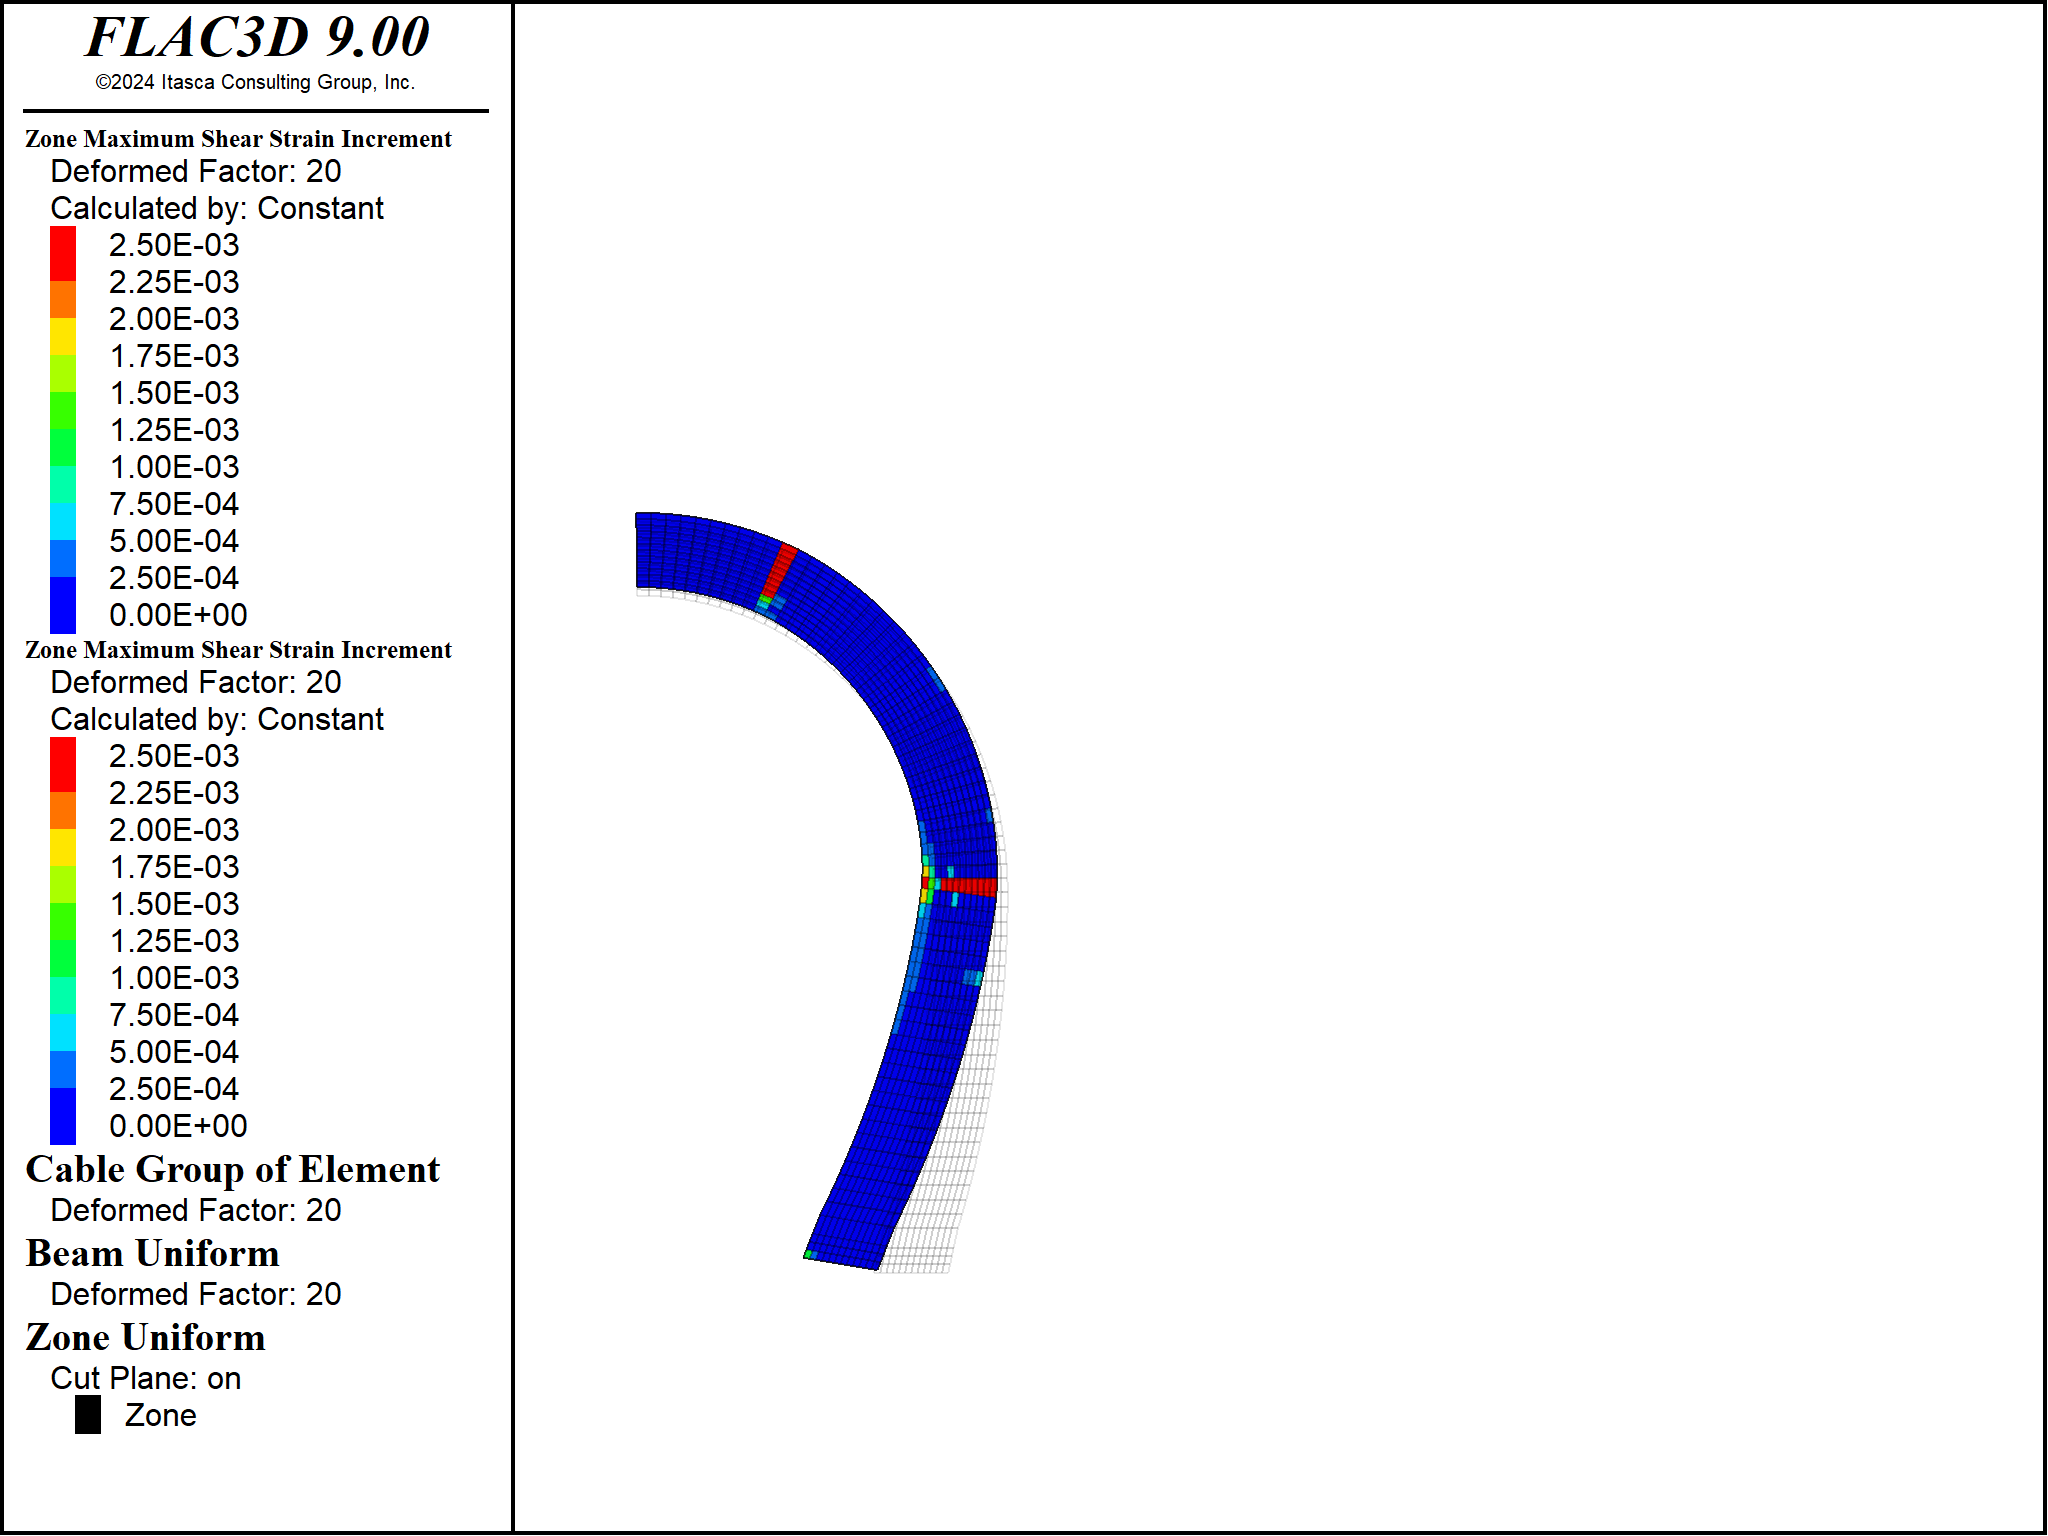 FLAC3D 9.00
©2024 Itasca Consulting Group, Inc.
Zone Maximum Shear Strain Increment
Deformed Factor: 20
Calculated by: Constant
2.50E-03
2.25E-03
2.00E-03
1.75E-03
1.50E-03
1.25E-03
1.00E-03
7.50E-04
5.00E-04
2.50E-04
0.00E+00
Zone Maximum Shear Strain Increment
Deformed Factor: 20
Calculated by: Constant
2.50E-03
2.25E-03
2.00E-03
1.75E-03
1.50E-03
1.25E-03
1.00E-03
7.50E-04
5.00E-04
2.50E-04
0.00E+00
Cable Group of Element
Deformed Factor: 20
Beam Uniform
Deformed Factor: 20
Zone Uniform
Cut Plane: on
Zone